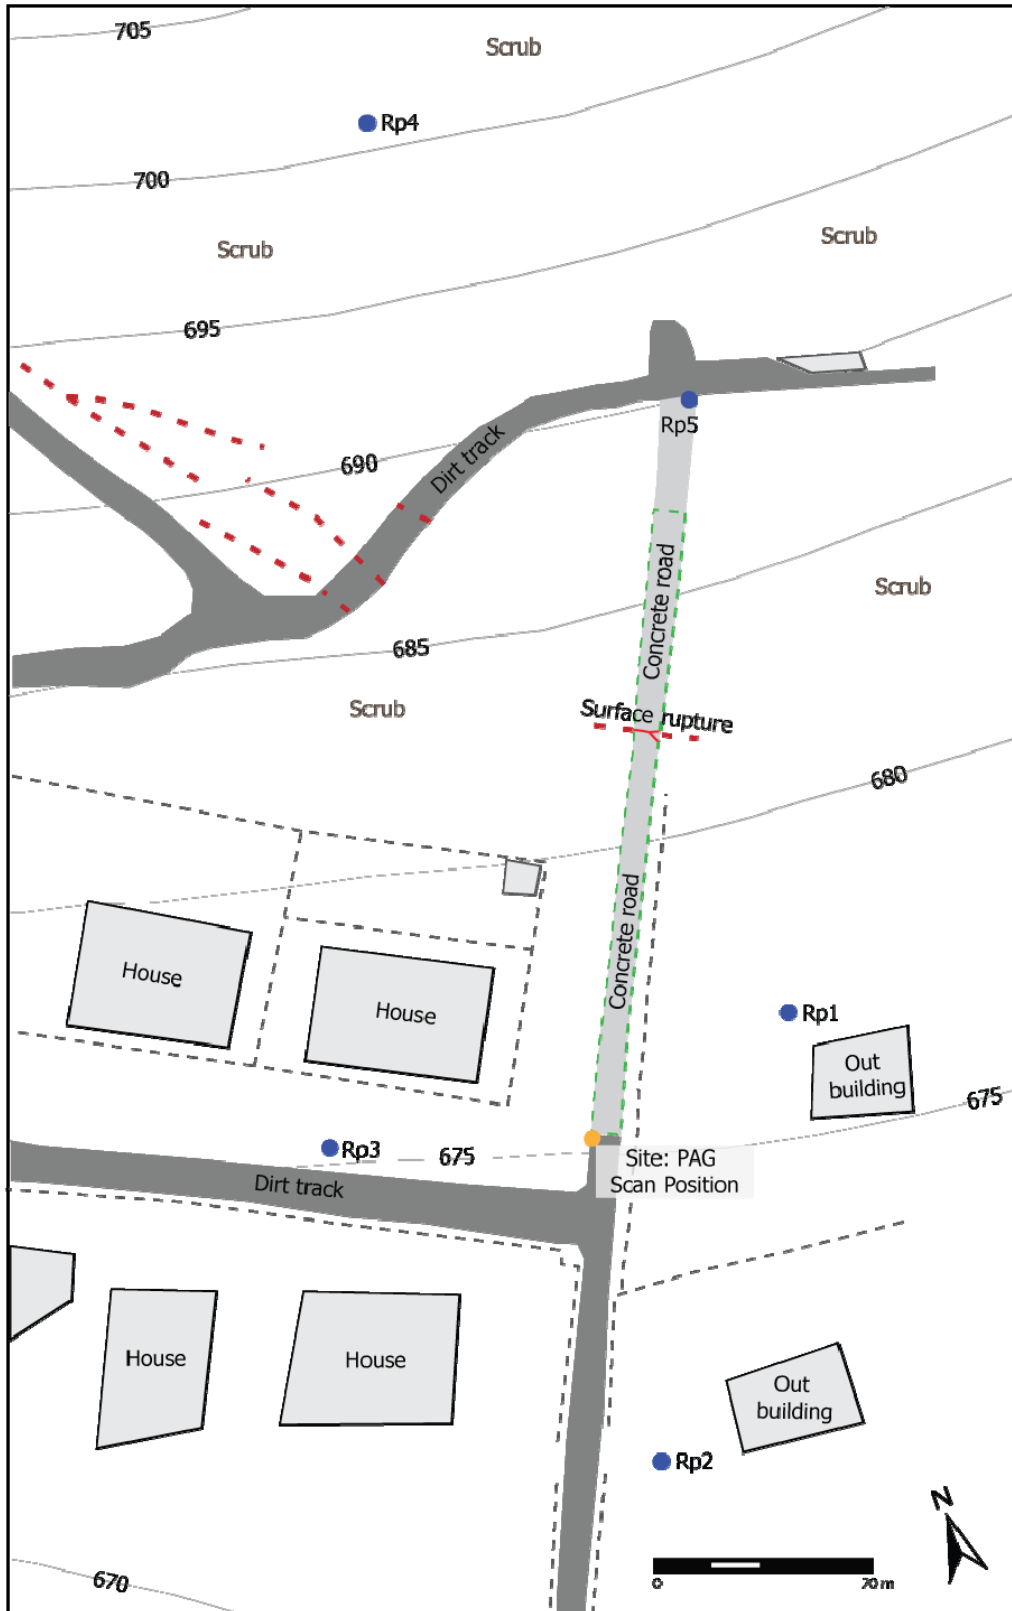 705
Scrub
Rp4
700
Scrub
Scrub
695
Rp5
Dirt track
690
Concrete road
Scrub
685
Scrub
Surface rupture
680
Concrete road
House
House
Rp1
Out
building
675
Rp3
675
Site: PAG
Scan Position
Dirt track
House
House
Out
building
Rp2
N
670
0
20m